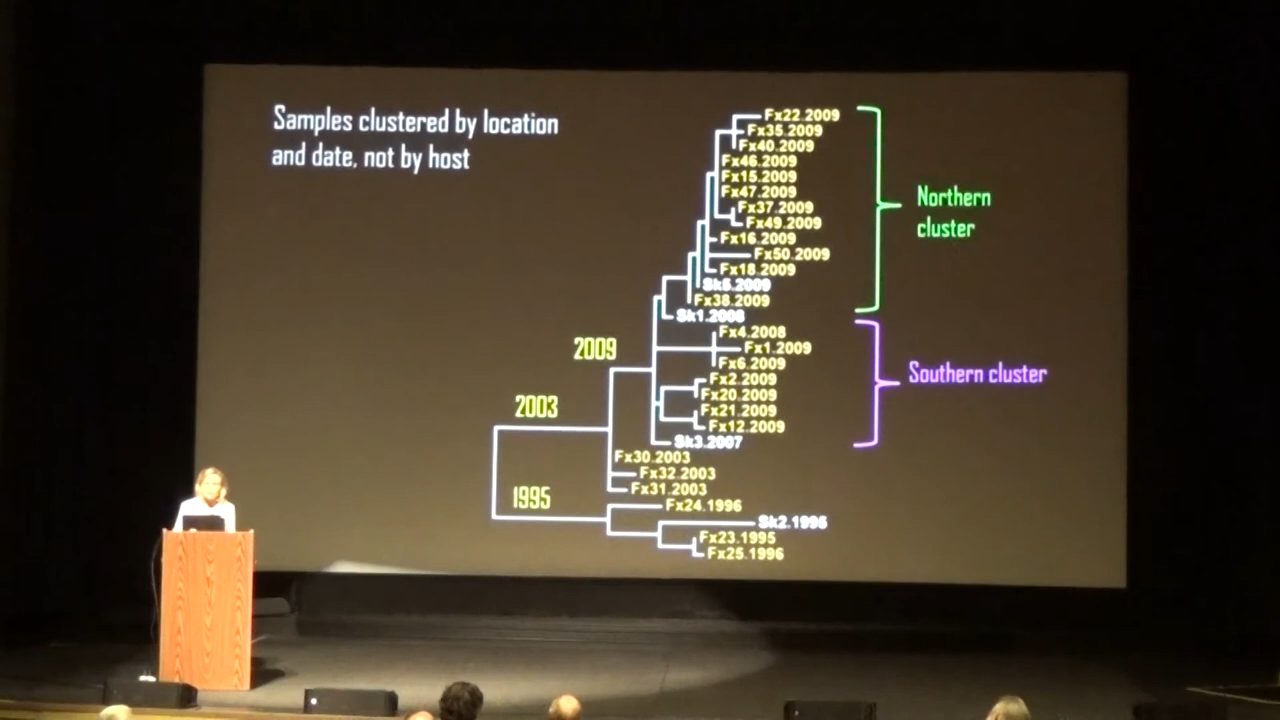 Samples clustered by location
and date, not by host
Fx22.2009
Fx35.2009
Fx40.2009
Fx46.2009
Fx15.2009
Fx47.2009
Fx37.2009
Fx49.2009
Fx16.2009
Fx50.2009
Fx18.2009
Sk5.2009
Fx38.2009
Sk1.2008
Northern
cluster
Fx4.2008
Fx1.2009
Fx6.2009
Fx2.2009
Fx20.2009
Fx21.2009
Fx12.2009
Sk3.2007
Southern cluster
2009
2003
Fx30.2003
Fx32.2003
Fx31.2003
1995
Fx24.1996
Sk2.1995
Fx23.1995
Fx25.1996